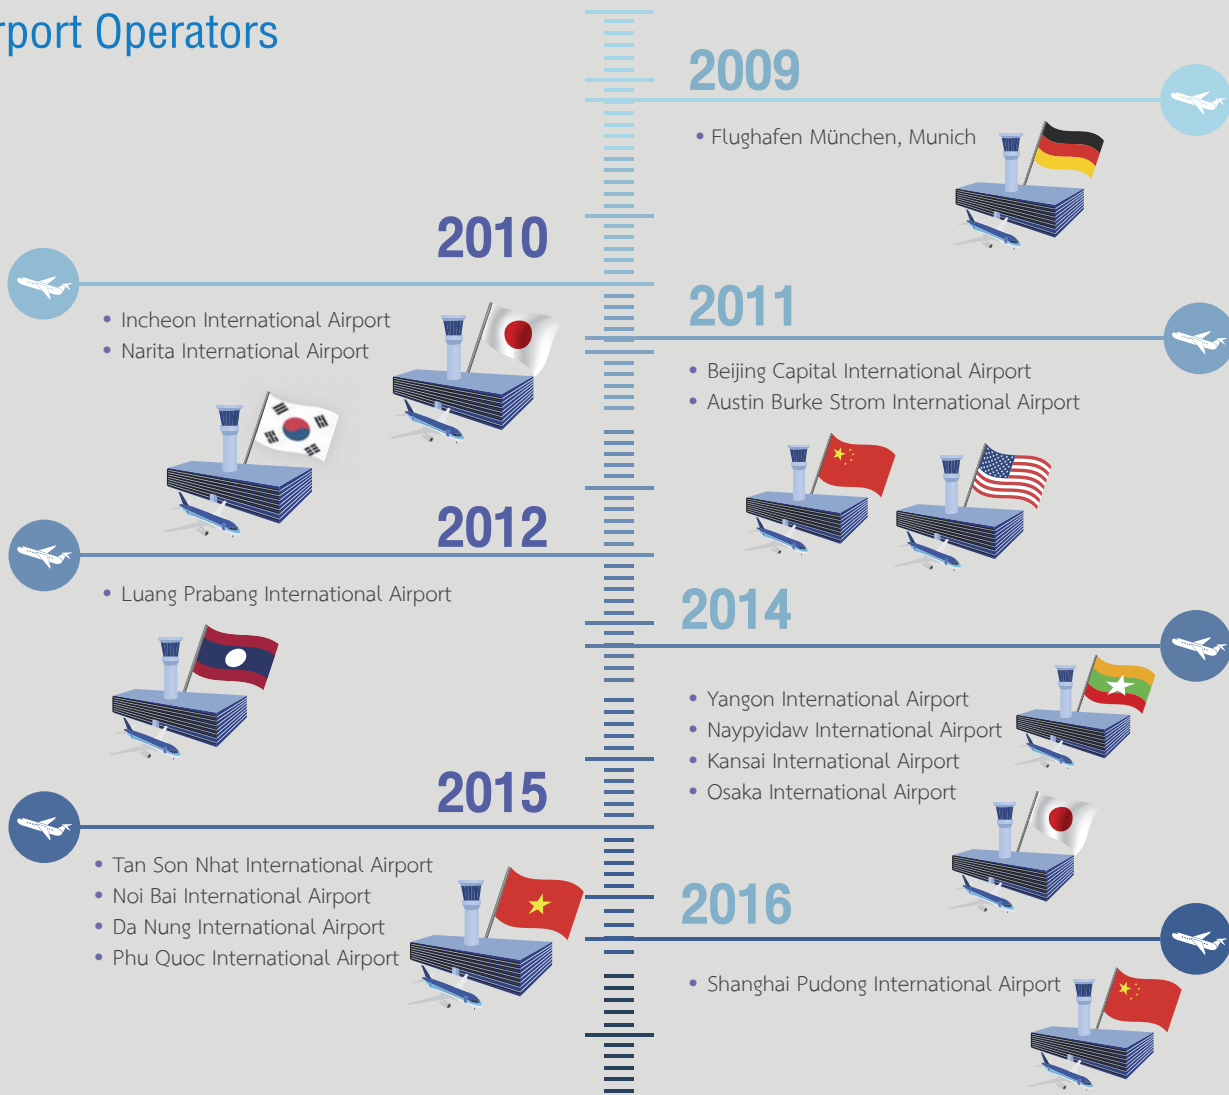 rport Operators
2009
• Flughafen München, Munich
2010
• Incheon International Airport
• Narita International Airport
2011
• Beijing Capital International Airport
• Austin Burke Strom International Airport
2012
• Luang Prabang International Airport
2014
• Yangon International Airport
• Naypyidaw International Airport
• Kansai International Airport
• Osaka International Airport
2015
• Tan Son Nhat International Airport
• Noi Bai International Airport
• Da Nung International Airport
• Phu Quoc International Airport
2016
• Shanghai Pudong International Airport